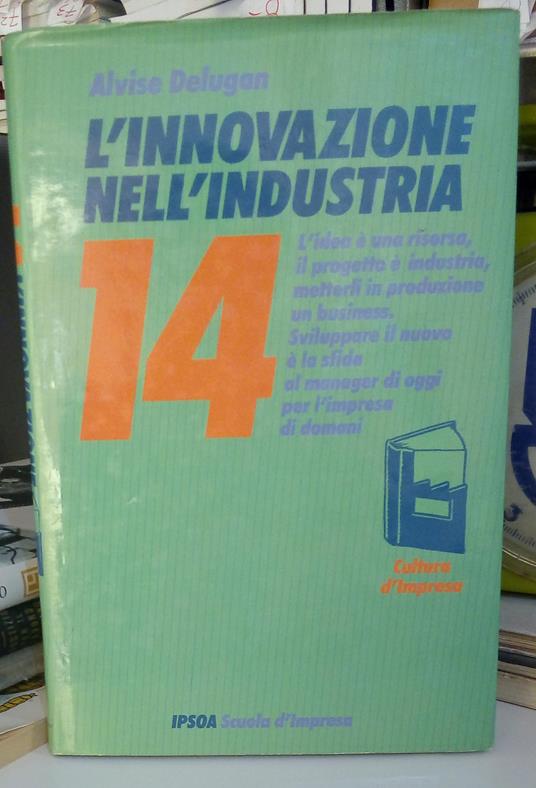 Alvise Delugan
L'INNOVAZIONE
NELL'INDUSTRIA
14
L'idea è una risorsa,
il progetto è industria,
metterli in produzione
un business.
Sviluppare il nuovo
è la sfida
al manager di oggi
per l'impresa
di domani
Cultura
d'Impresa
IPSOA Scuola d'Impresa
3